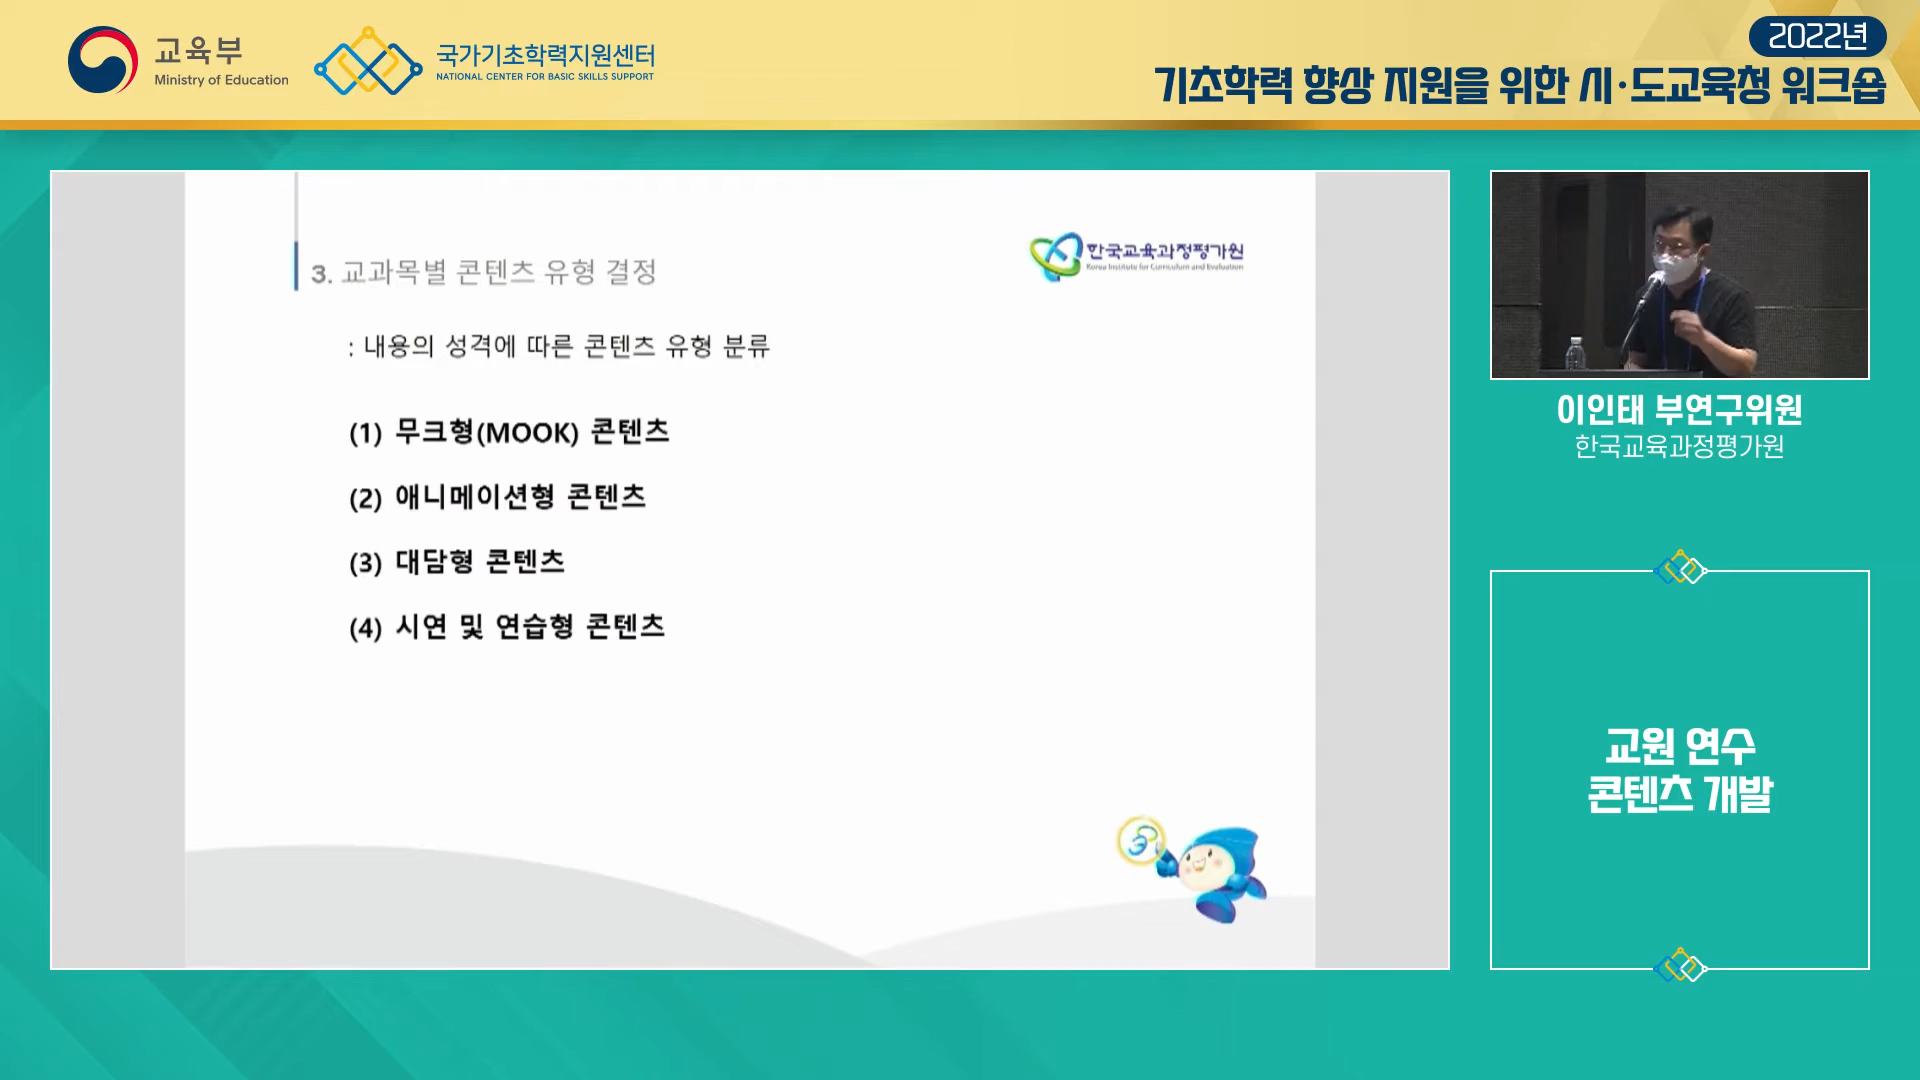 교육부
Ministry of Education
국가기초학력지원센터
NATIONAL CENTER FOR BASIC SKILLS SUPPORT
2022년
기초학력 향상 지원을 위한 시·도교육청 워크숍
한국교육과정평가원
Korea Institute for Curriculum and Evaluation
3. 교과목별 콘텐츠 유형 결정
: 내용의 성격에 따른 콘텐츠 유형 분류
(1) 무크형(MOOK) 콘텐츠
(2) 애니메이션형 콘텐츠
(3) 대담형 콘텐츠
(4) 시연 및 연습형 콘텐츠
이인태 부연구위원
한국교육과정평가원
교원 연수
콘텐츠 개발